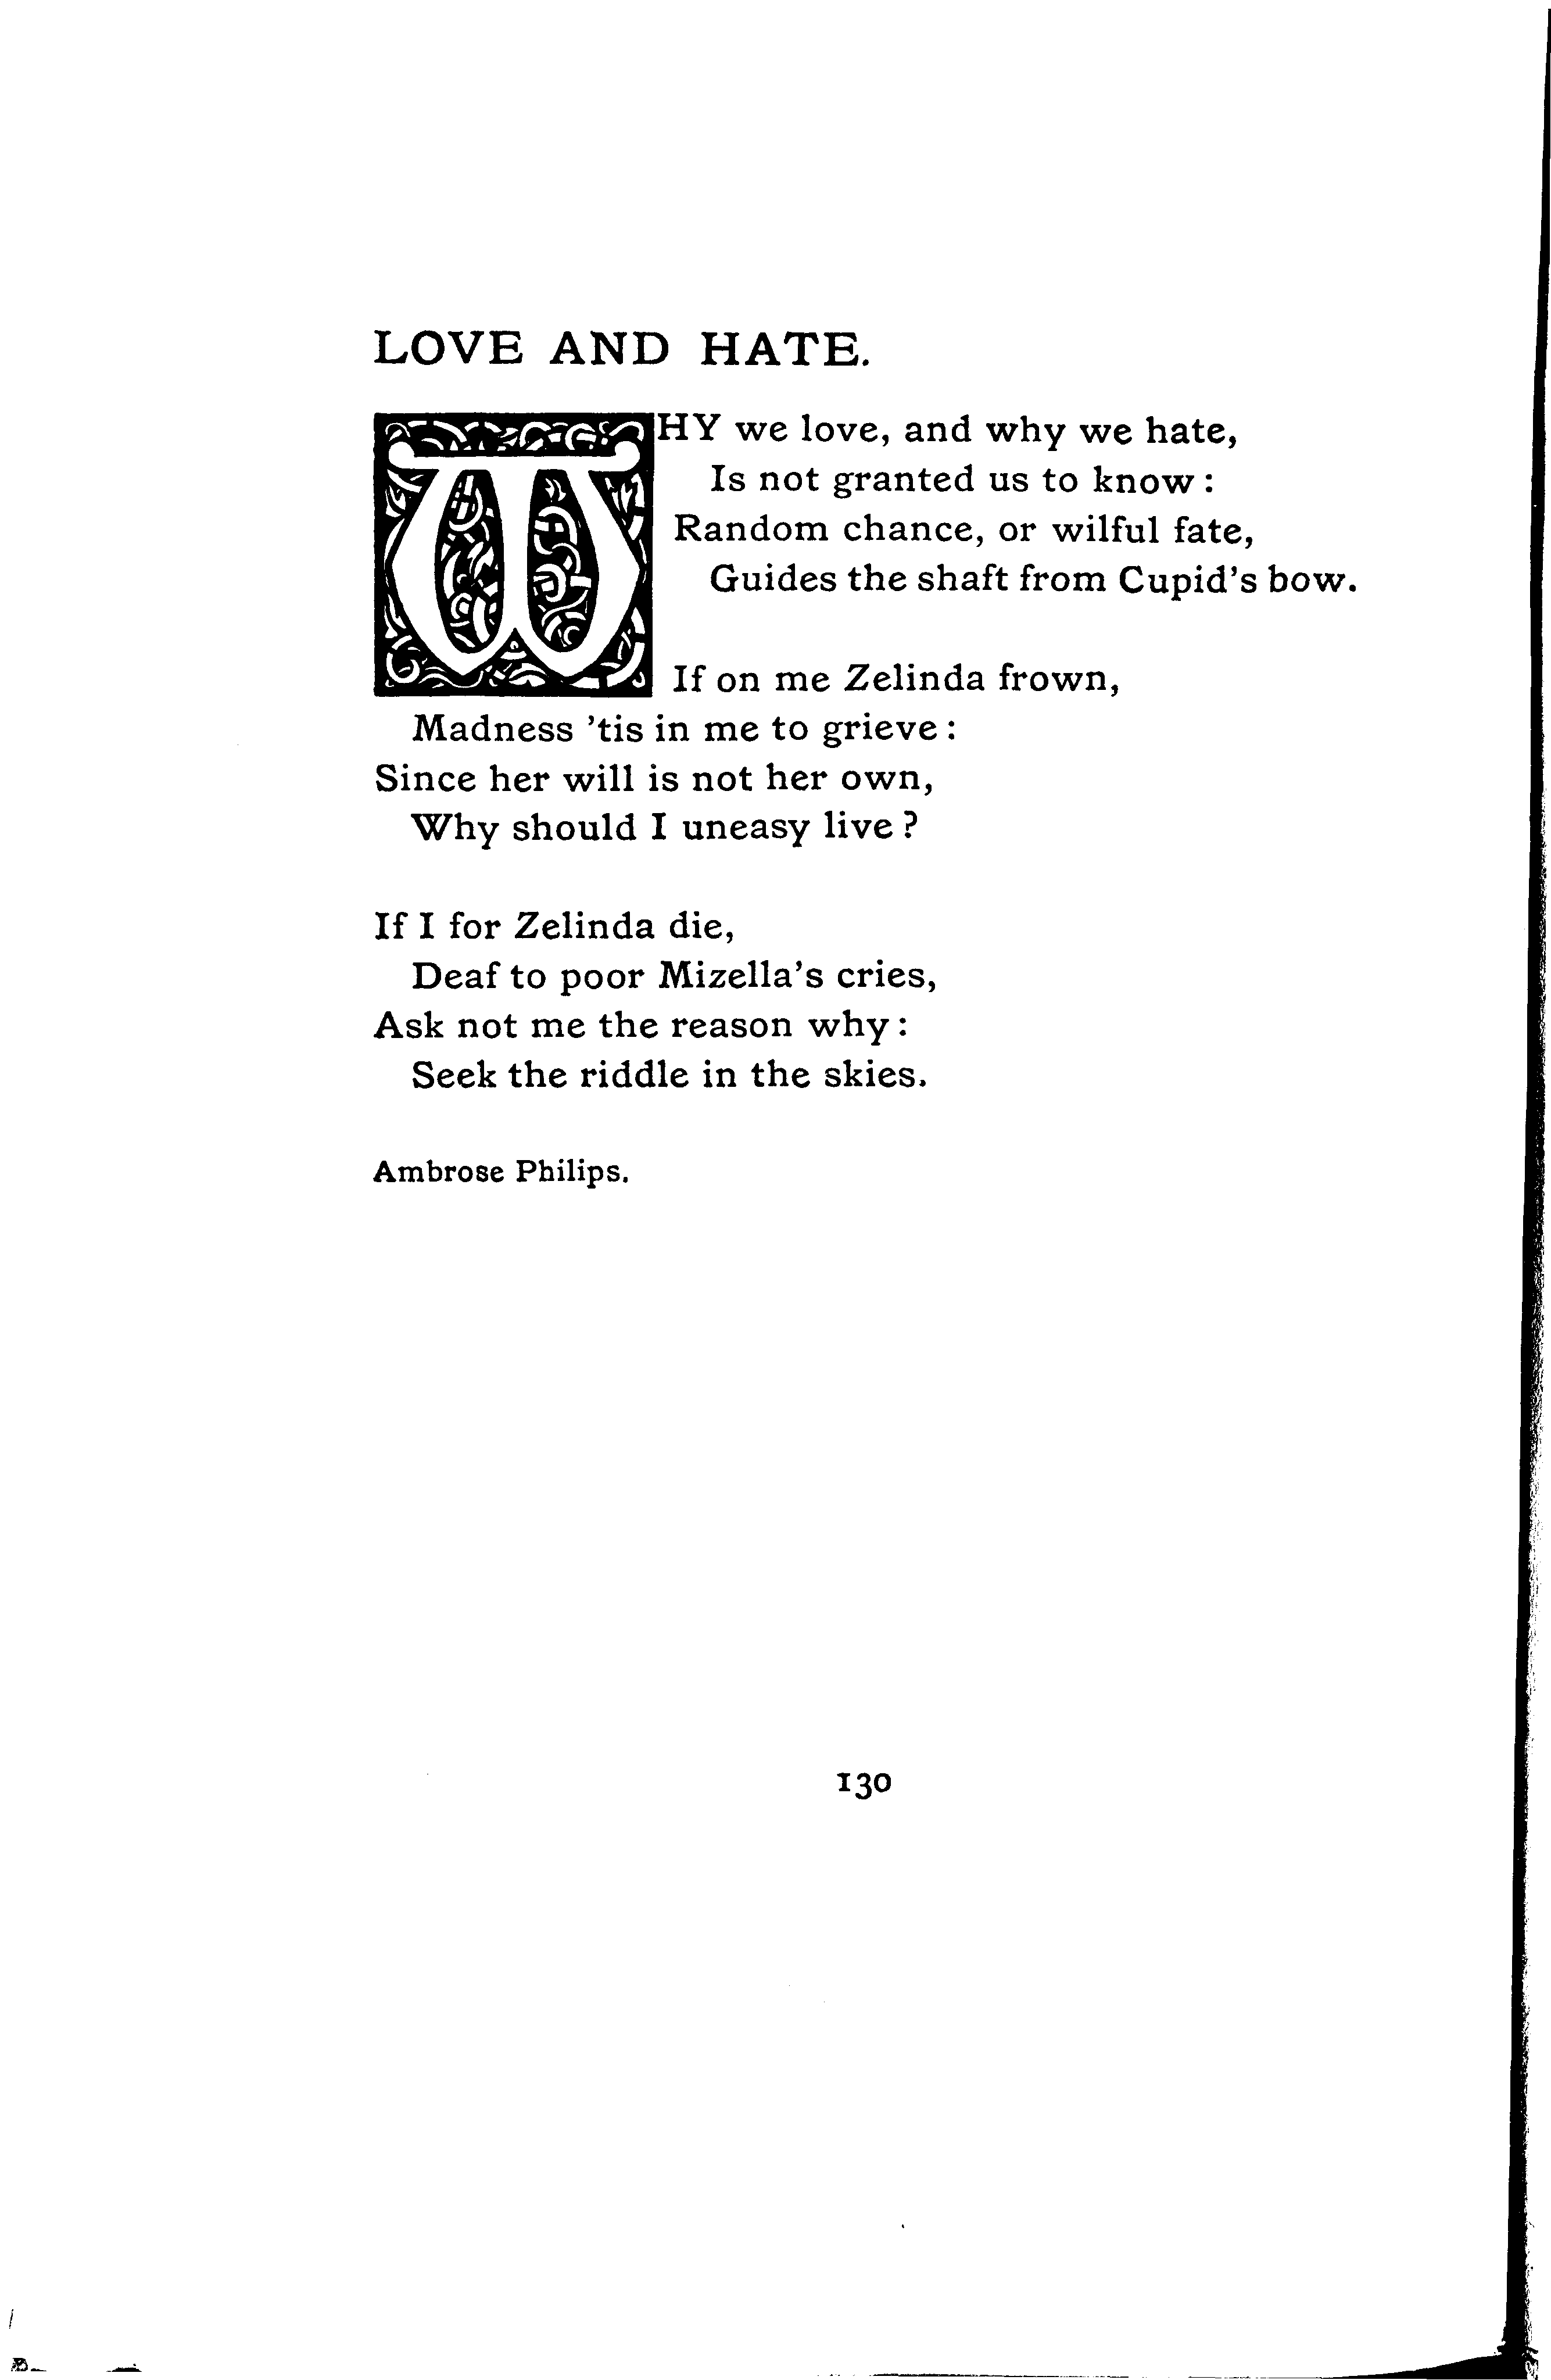 LOVE AND HATE.
WHY we love, and why we hate,
Is not granted us to know :
Random chance, or wilful fate,
Guides the shaft from Cupid's bow.
If on me Zelinda frown,
Madness 'tis in me to grieve :
Since her will is not her own,
Why should I uneasy live ?
If I for Zelinda die,
Deaf to poor Mizella's cries,
Ask not me the reason why :
Seek the riddle in the skies.
Ambrose Philips.
130